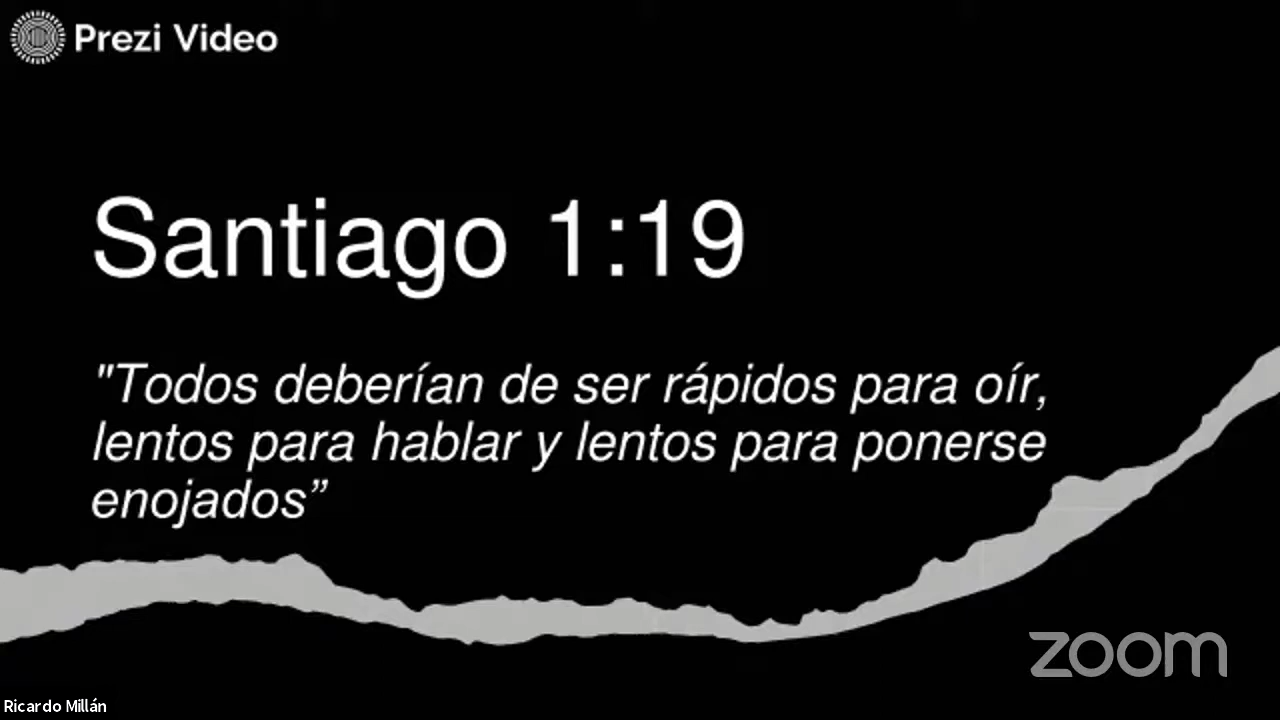 Prezi Video
Santiago 1:19
"Todos deberían de ser rápidos para oír,
lentos para hablar y lentos para ponerse
enojados”
zoom
Ricardo Millán